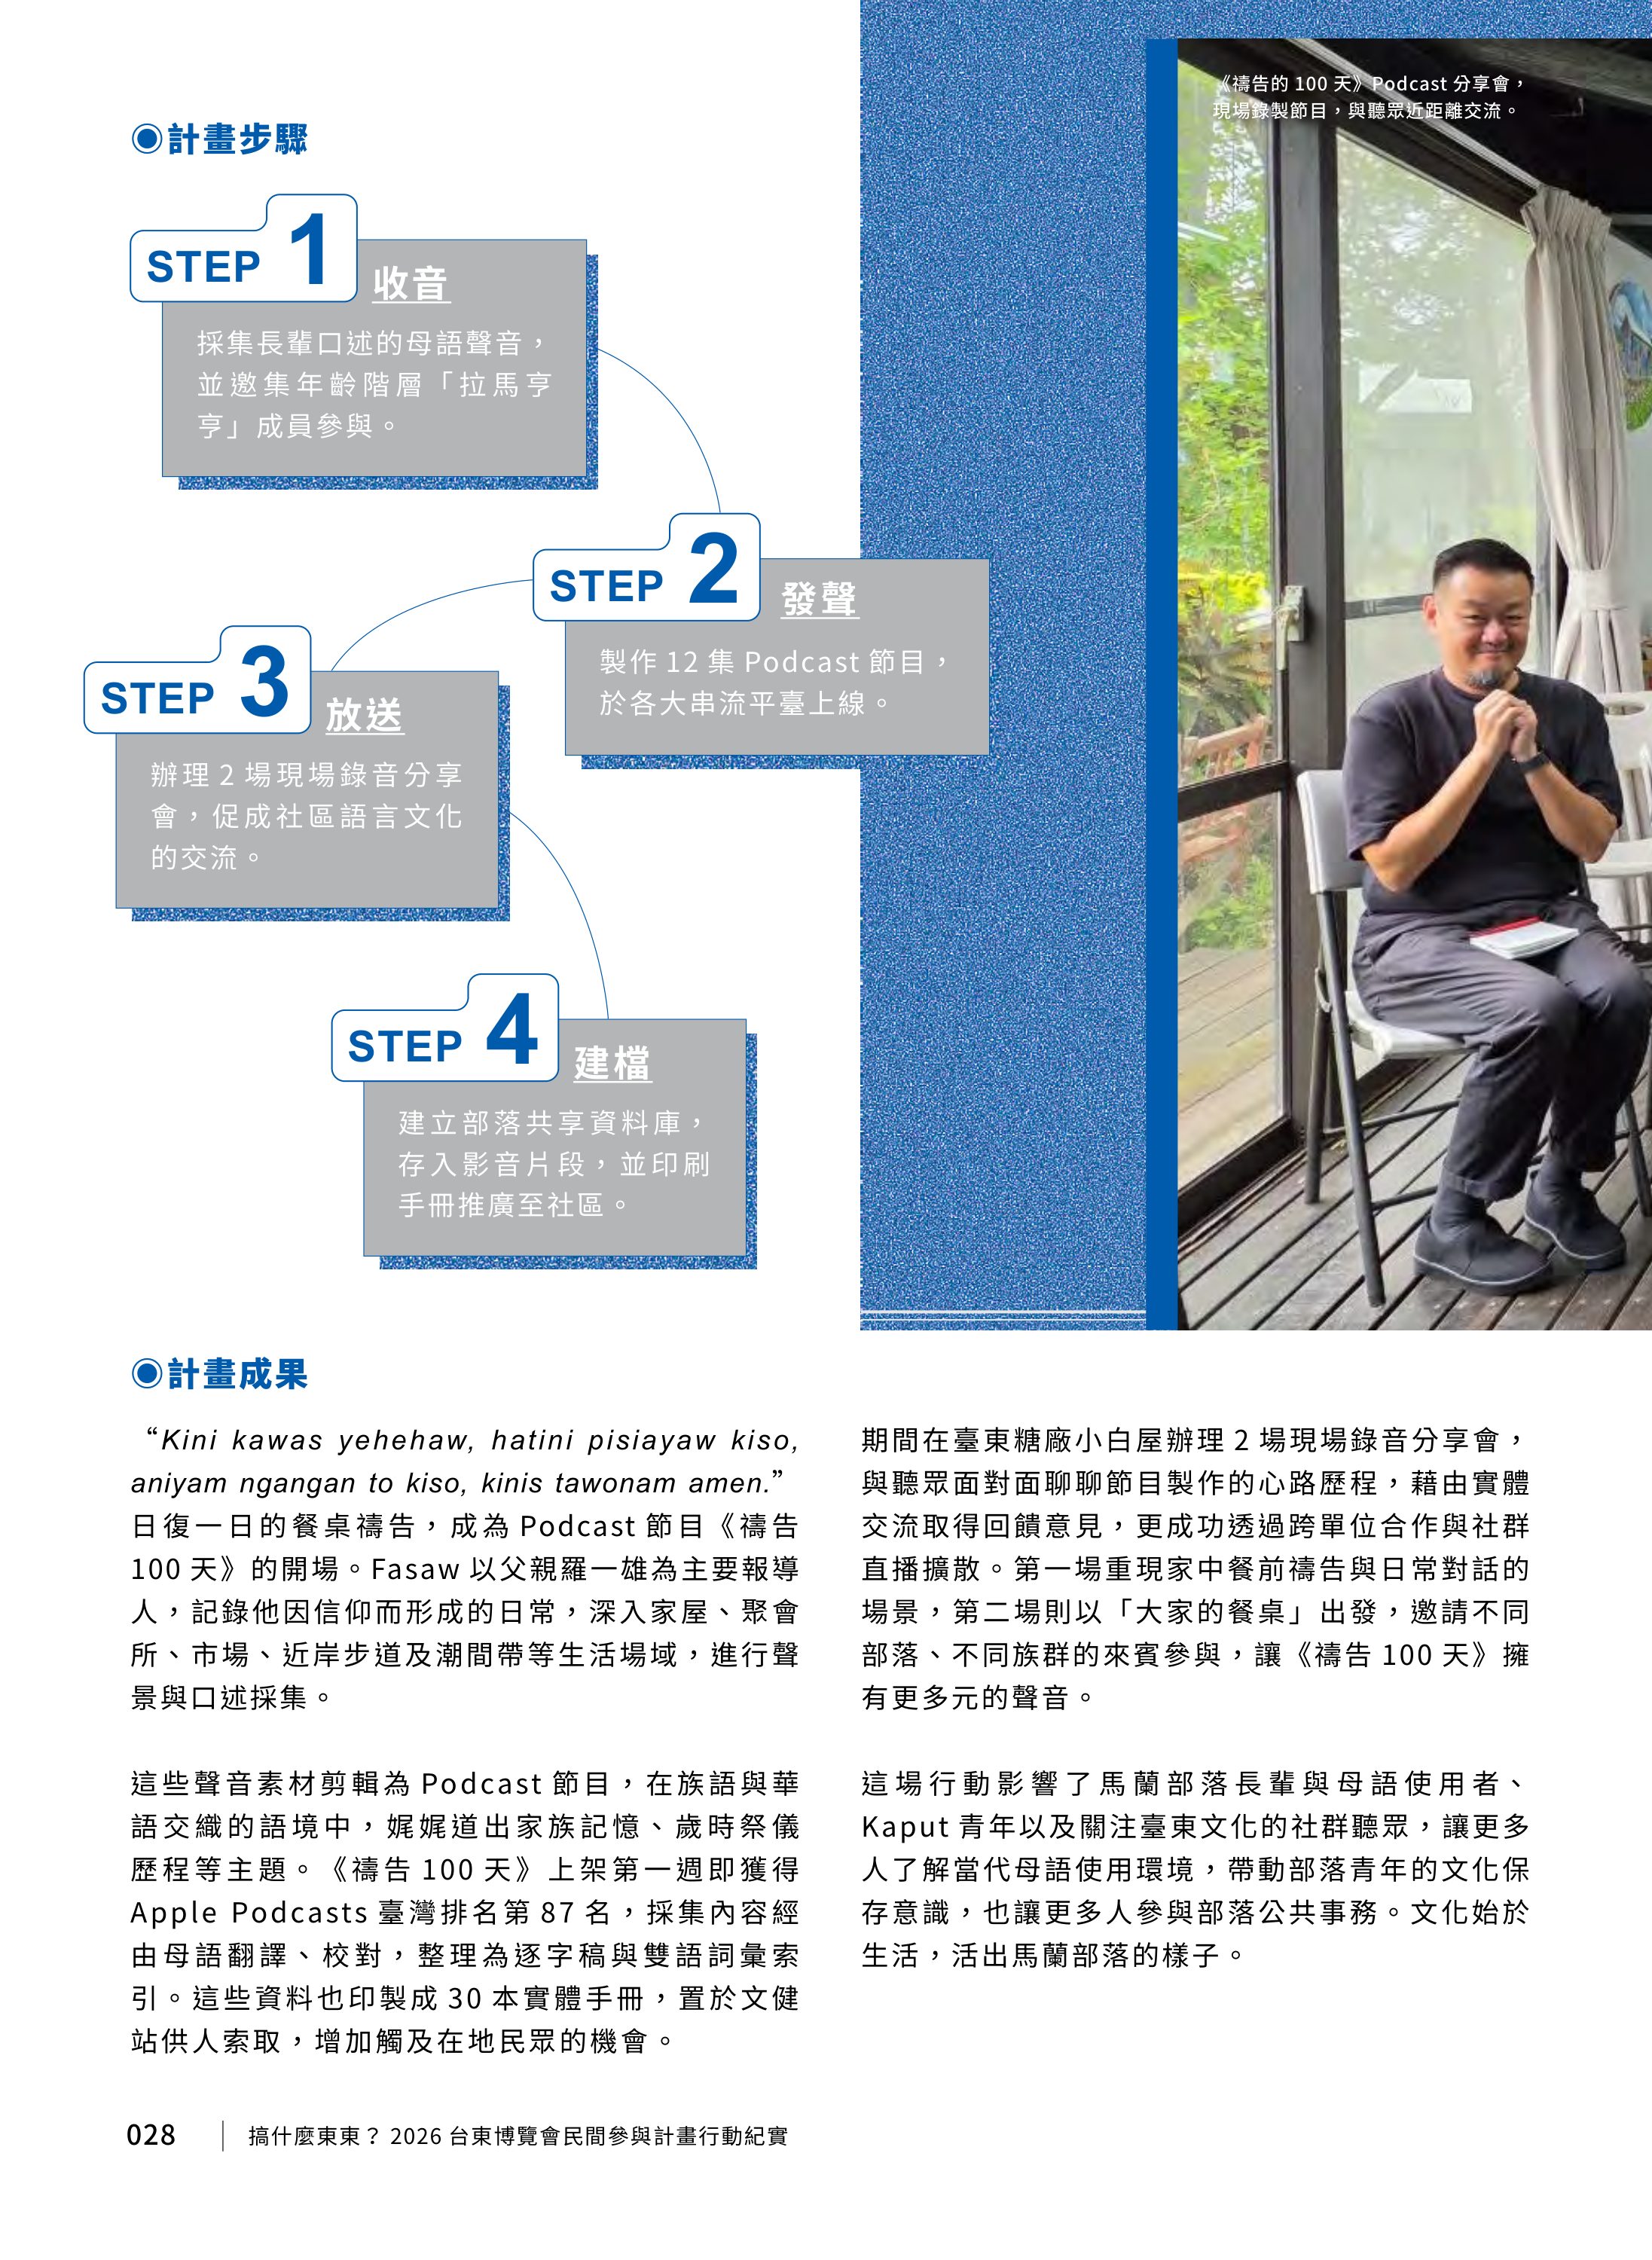 《禱告的 100 天》Podcast 分享會，
現場錄製節目，與聽眾近距離交流。
◉計畫步驟
STEP 1
收音
採集長輩口述的母語聲音，
並邀集年齡階層「拉馬亨
亨」成員參與。
STEP 2
發聲
製作 12 集 Podcast 節目，
於各大串流平臺上線。
STEP 3
放送
辦理 2 場現場錄音分享
會，促成社區語言文化
的交流。
STEP 4
建檔
建立部落共享資料庫，
存入影音片段，並印刷
手冊推廣至社區。
◉計畫成果
“Kini kawas yehehaw, hatini pisiayaw kiso,
aniyam ngangan to kiso, kinis tawonam amen.”
日復一日的餐桌禱告，成為 Podcast 節目《禱告
100 天》的開場。Fasaw 以父親羅一雄為主要報導
人，記錄他因信仰而形成的日常，深入家屋、聚會
所、市場、近岸步道及潮間帶等生活場域，進行聲
景與口述採集。
這些聲音素材剪輯為 Podcast 節目，在族語與華
語交織的語境中，娓娓道出家族記憶、歲時祭儀
歷程等主題。《禱告 100 天》上架第一週即獲得
Apple Podcasts 臺灣排名第 87 名，採集內容經
由母語翻譯、校對，整理為逐字稿與雙語詞彙索
引。這些資料也印製成 30 本實體手冊，置於文健
站供人索取，增加觸及在地民眾的機會。
期間在臺東糖廠小白屋辦理 2 場現場錄音分享會，
與聽眾面對面聊聊節目製作的心路歷程，藉由實體
交流取得回饋意見，更成功透過跨單位合作與社群
直播擴散。第一場重現家中餐前禱告與日常對話的
場景，第二場則以「大家的餐桌」出發，邀請不同
部落、不同族群的來賓參與，讓《禱告 100 天》擁
有更多元的聲音。
這場行動影響了馬蘭部落長輩與母語使用者、
Kaput 青年以及關注臺東文化的社群聽眾，讓更多
人了解當代母語使用環境，帶動部落青年的文化保
存意識，也讓更多人參與部落公共事務。文化始於
生活，活出馬蘭部落的樣子。
028 | 搞什麼東東？ 2026 台東博覽會民間參與計畫行動紀實